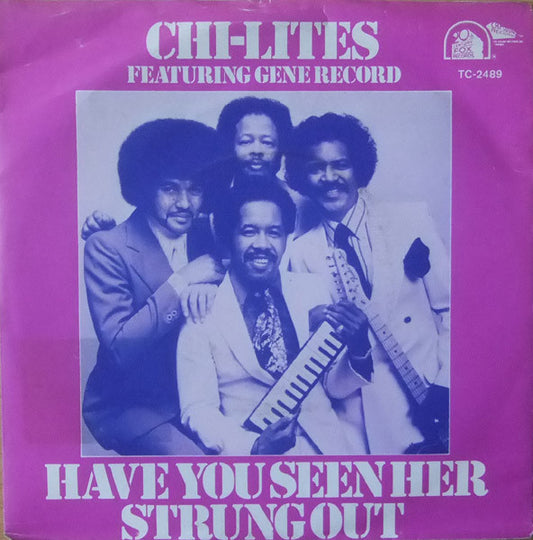 CHI-LITES
FEATURING GENE RECORD
TC-2489
HAVE YOU SEEN HER
STRUNG OUT